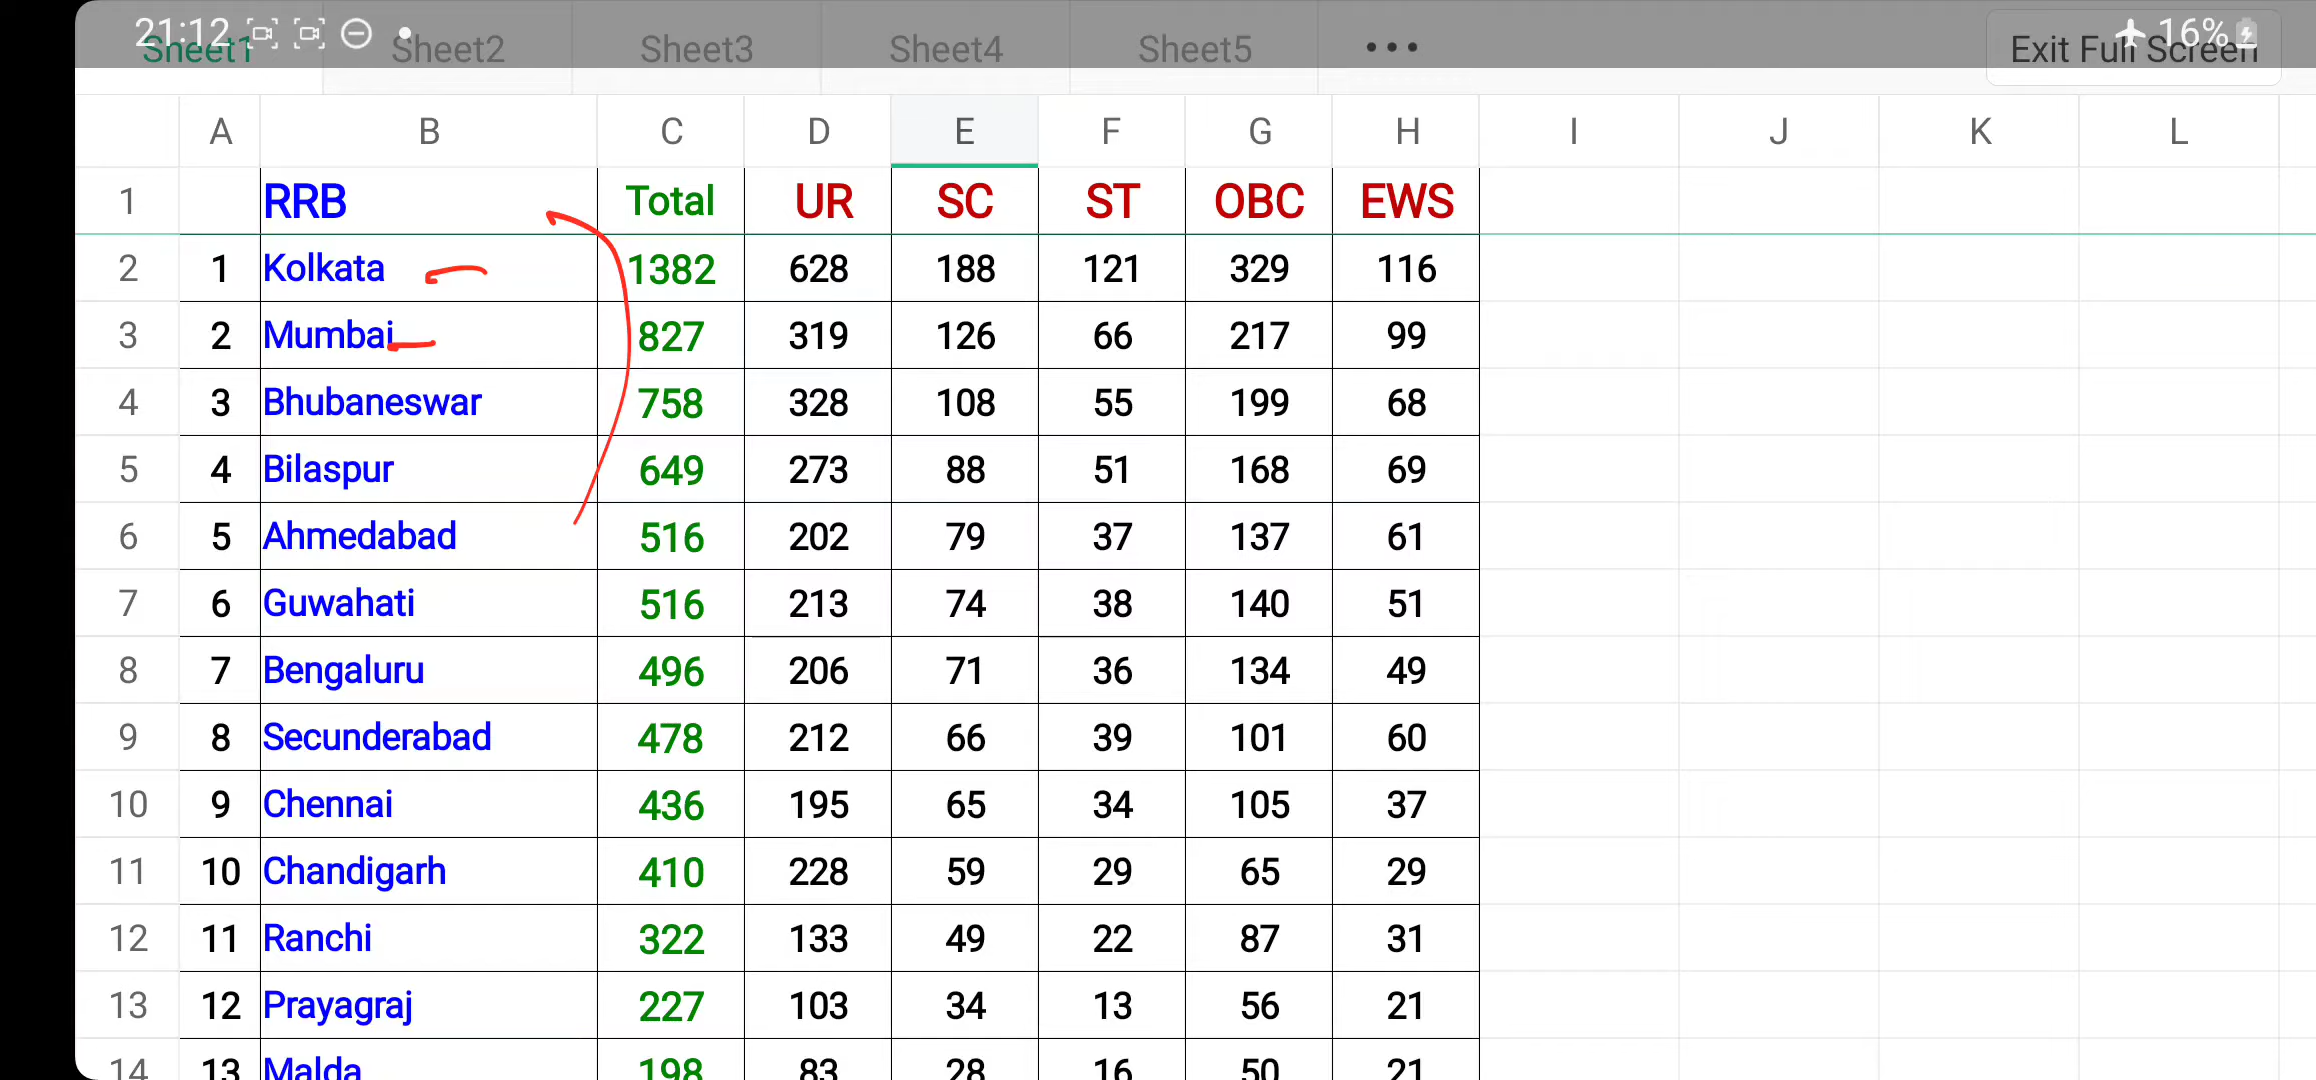 21:12 16%
Sheet1 Sheet2 Sheet3 Sheet4 Sheet5 ••• Exit Full Screen
A B C D E F G H I J K L
1 RRB Total UR SC ST OBC EWS
2 1 Kolkata 1382 628 188 121 329 116
3 2 Mumbai 827 319 126 66 217 99
4 3 Bhubaneswar 758 328 108 55 199 68
5 4 Bilaspur 649 273 88 51 168 69
6 5 Ahmedabad 516 202 79 37 137 61
7 6 Guwahati 516 213 74 38 140 51
8 7 Bengaluru 496 206 71 36 134 49
9 8 Secunderabad 478 212 66 39 101 60
10 9 Chennai 436 195 65 34 105 37
11 10 Chandigarh 410 228 59 29 65 29
12 11 Ranchi 322 133 49 22 87 31
13 12 Prayagraj 227 103 34 13 56 21
14 13 Malda 198 83 28 16 50 21